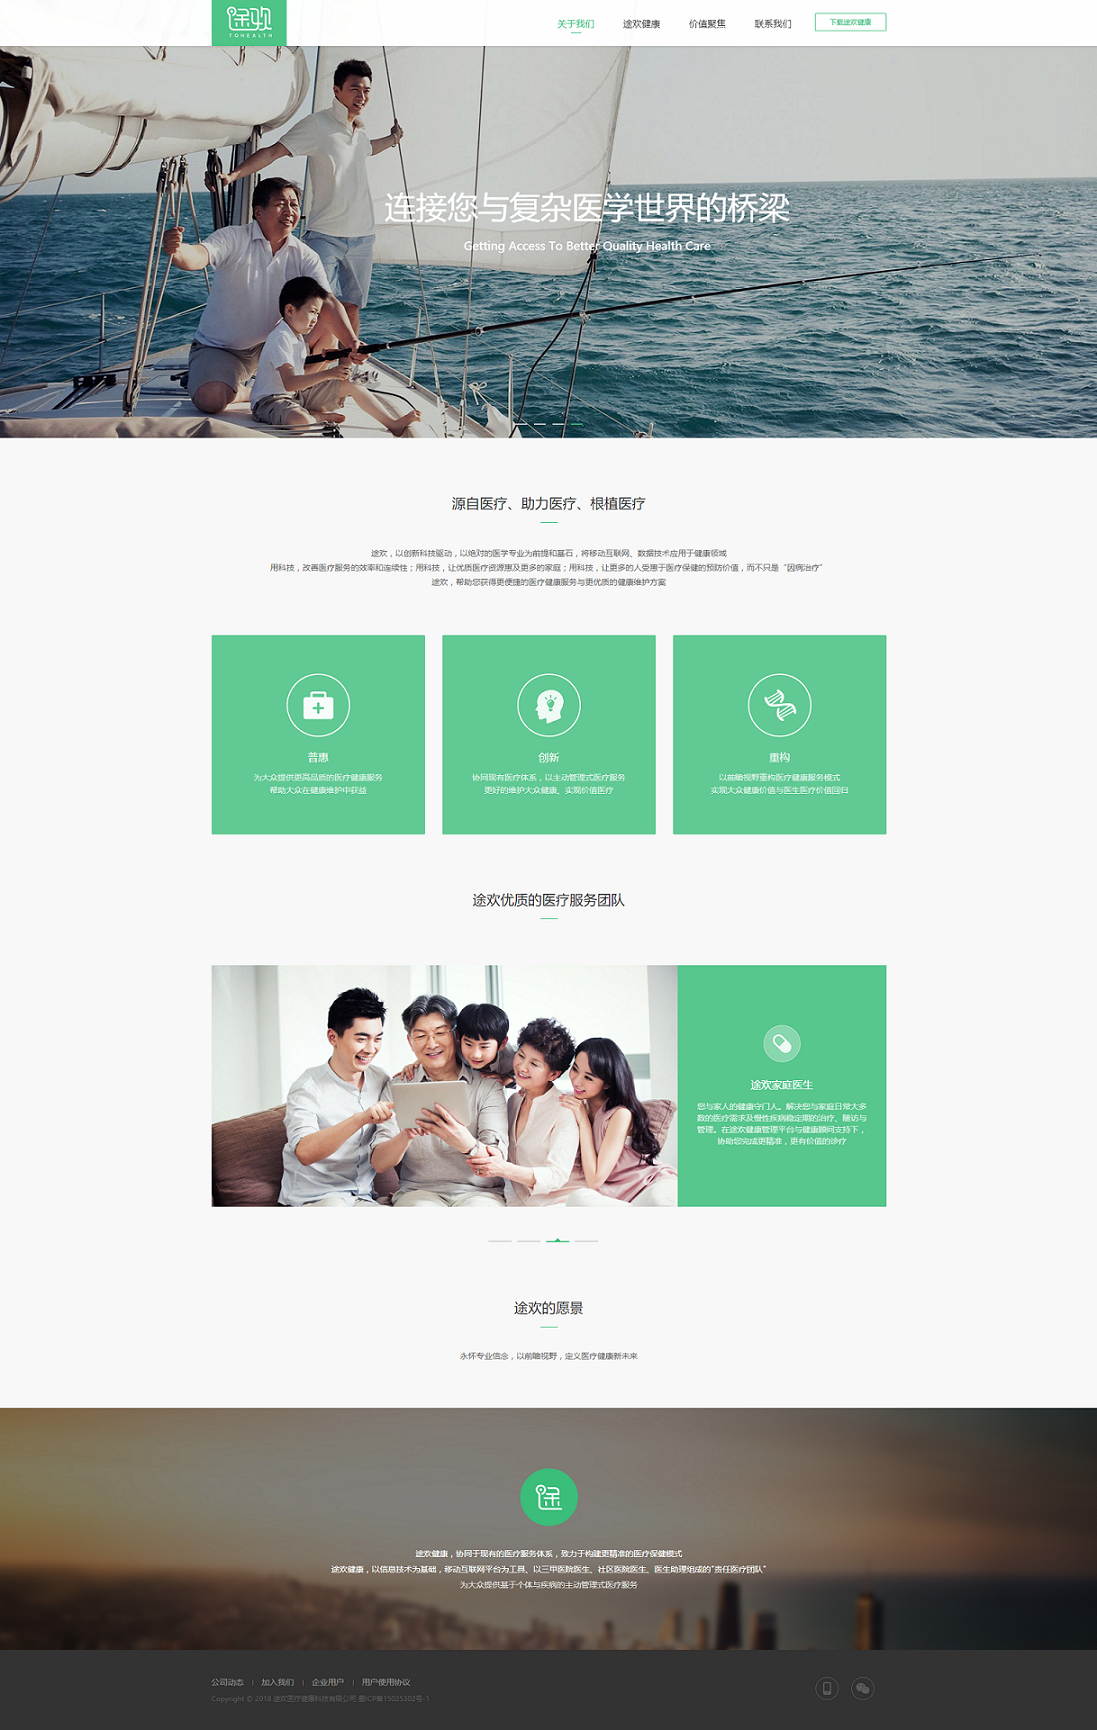 途欢
TOHEALTH
关于我们
途欢健康
价值聚焦
联系我们
下载途欢健康
连接您与复杂医学世界的桥梁
Getting Access To Better Quality Health Care
源自医疗、助力医疗、根植医疗
途欢，以创新科技驱动，以绝对的医学专业为前提和基石，将移动互联网、数据技术应用于健康领域
用科技，改善医疗服务的效率和连续性；用科技，让优质医疗资源惠及更多的家庭；用科技，让更多的人受惠于医疗保健的预防价值，而不只是“因病治疗”
途欢，帮助您获得更便捷的医疗健康服务与更优质的健康维护方案
普惠
为大众提供更高品质的医疗健康服务
帮助大众在健康维护中获益
创新
协同现有医疗体系，以主动管理式医疗服务
更好的维护大众健康、实现价值医疗
重构
以前瞻视野重构医疗健康服务模式
实现大众健康价值与医生医疗价值回归
途欢优质的医疗服务团队
途欢家庭医生
您与家人的健康守门人。解决您与家庭日常大多
数的医疗需求及慢性疾病稳定期的治疗、随访与
管理。在途欢健康管理平台与健康顾问支持下，
协助您完成更精准，更有价值的诊疗
途欢的愿景
永怀专业信念，以前瞻视野，定义医疗健康新未来
途欢健康，协同于现有的医疗服务体系，致力于构建更精准的医疗保健模式
途欢健康，以信息技术为基础，移动互联网平台为工具、以三甲医院医生、社区医院医生、医生助理组成的“责任医疗团队”
为大众提供基于个体与疾病的主动管理式医疗服务
公司动态 | 加入我们 | 企业用户 | 用户使用协议
Copyright © 2018 途欢医疗健康科技有限公司 蜀ICP备15025302号-1